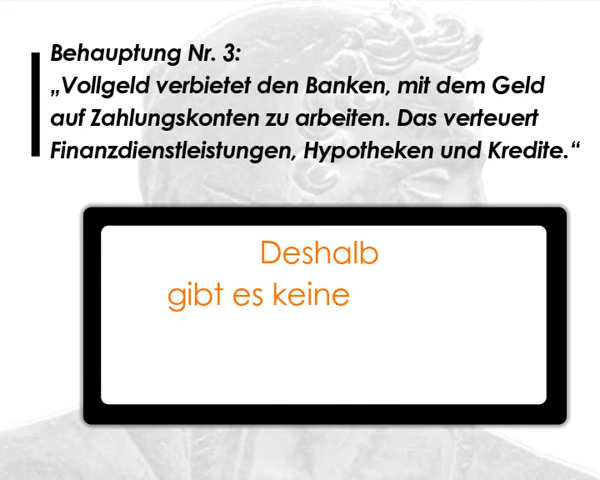 Behauptung Nr. 3:
„Vollgeld verbietet den Banken, mit dem Geld
auf Zahlungskonten zu arbeiten. Das verteuert
Finanzdienstleistungen, Hypotheken und Kredite.“
Deshalb
gibt es keine